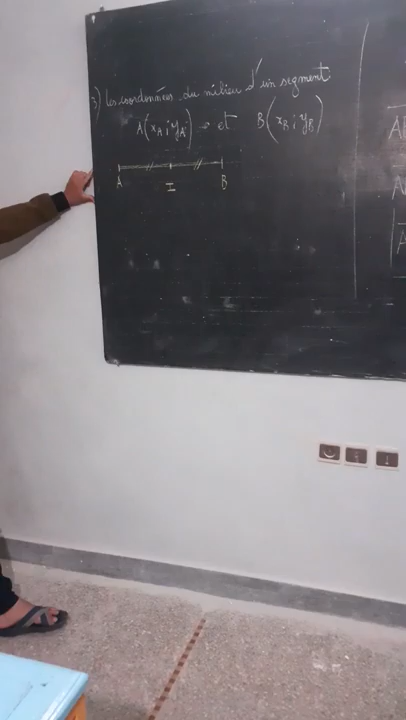 3) Les coordonnées du milieu d'un segment
A(xA ; yA) et B(xB ; yB)
A I B